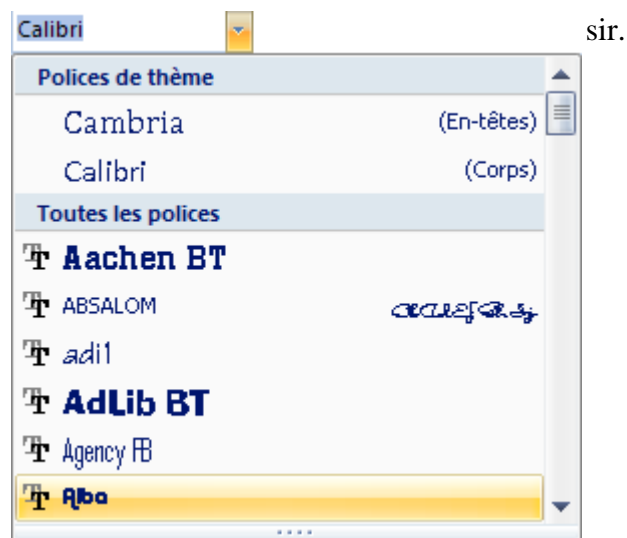 Calibri sir.
Polices de thème
Cambria (En-têtes)
Calibri (Corps)
Toutes les polices
Aachen BT
ABSALOM
adi1
AdLib BT
Agency FB
Alba